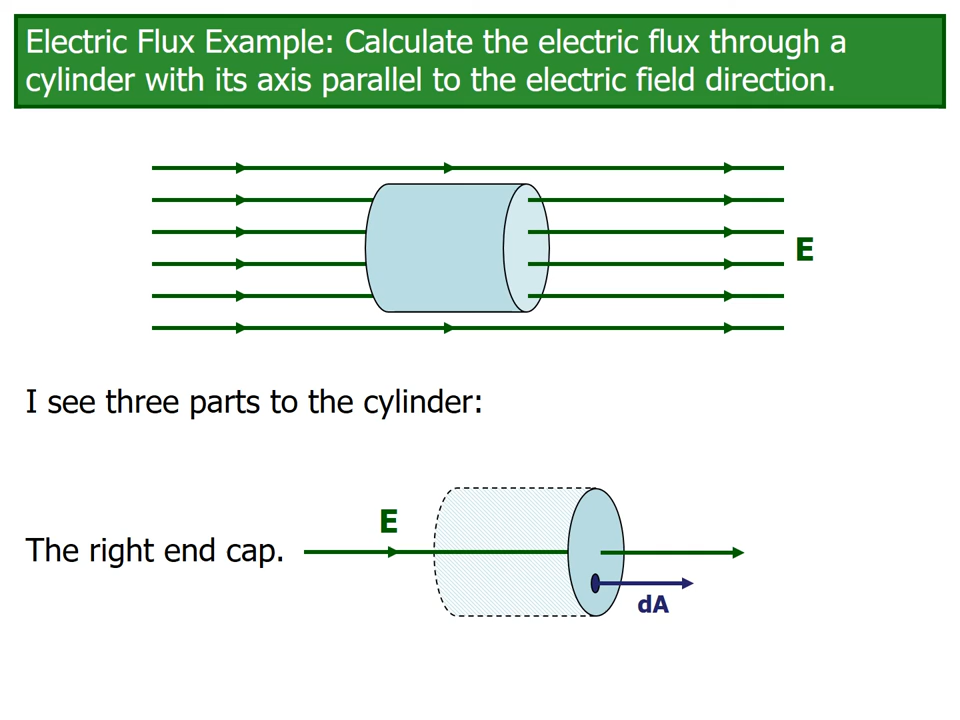 Electric Flux Example: Calculate the electric flux through a
cylinder with its axis parallel to the electric field direction.
E
I see three parts to the cylinder:
E
The right end cap.
dA